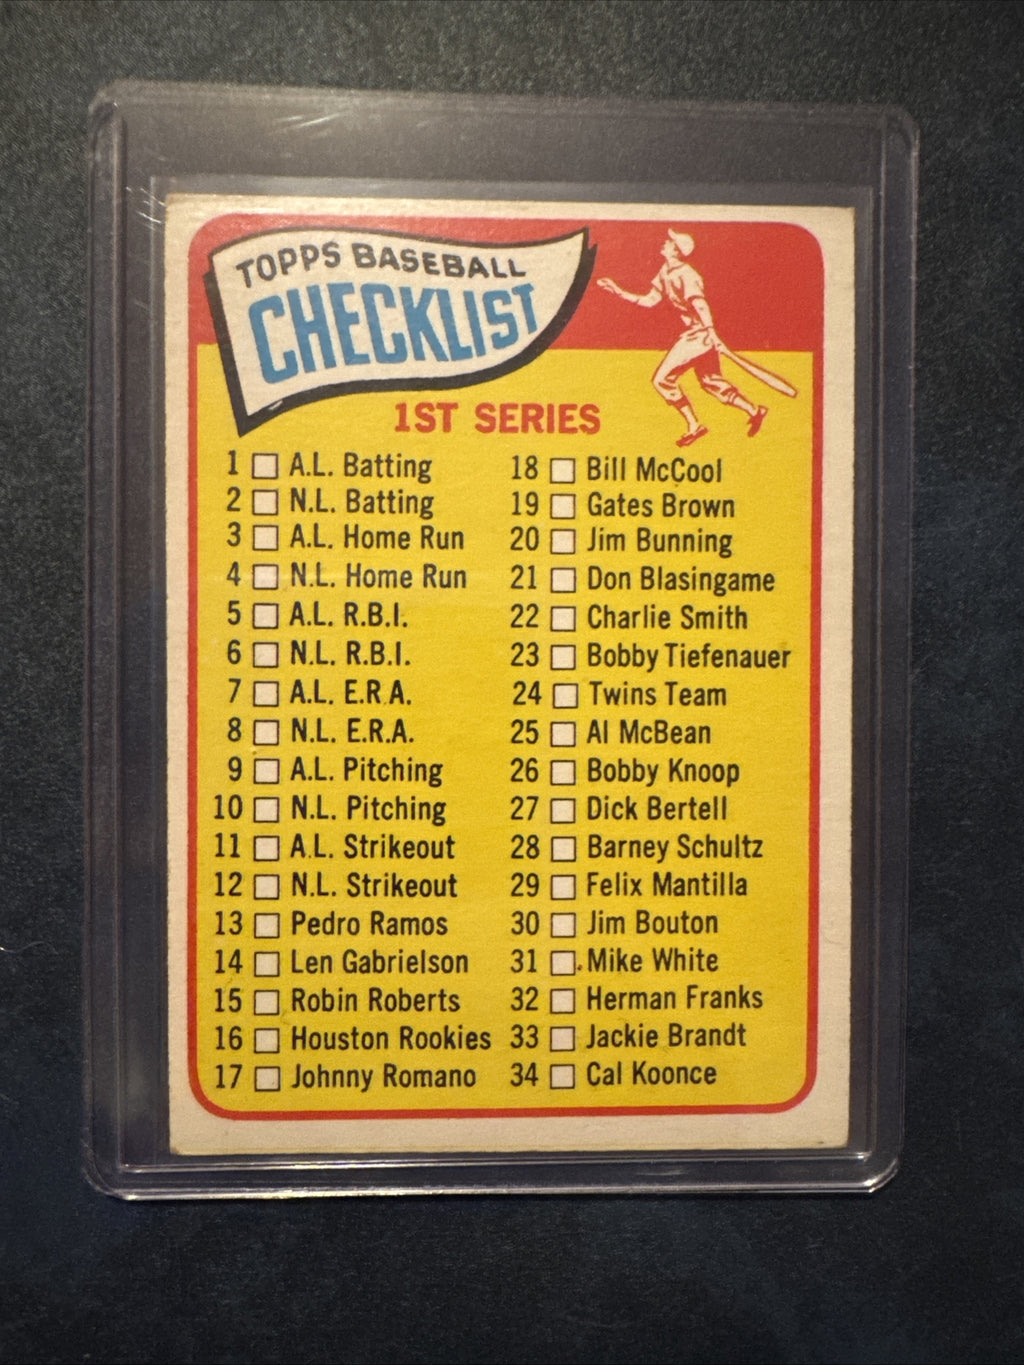 TOPPS BASEBALL
CHECKLIST
1ST SERIES
1 A.L. Batting
2 N.L. Batting
3 A.L. Home Run
4 N.L. Home Run
5 A.L. R.B.I.
6 N.L. R.B.I.
7 A.L. E.R.A.
8 N.L. E.R.A.
9 A.L. Pitching
10 N.L. Pitching
11 A.L. Strikeout
12 N.L. Strikeout
13 Pedro Ramos
14 Len Gabrielson
15 Robin Roberts
16 Houston Rookies
17 Johnny Romano
18 Bill McCool
19 Gates Brown
20 Jim Bunning
21 Don Blasingame
22 Charlie Smith
23 Bobby Tiefenauer
24 Twins Team
25 Al McBean
26 Bobby Knoop
27 Dick Bertell
28 Barney Schultz
29 Felix Mantilla
30 Jim Bouton
31 Mike White
32 Herman Franks
33 Jackie Brandt
34 Cal Koonce